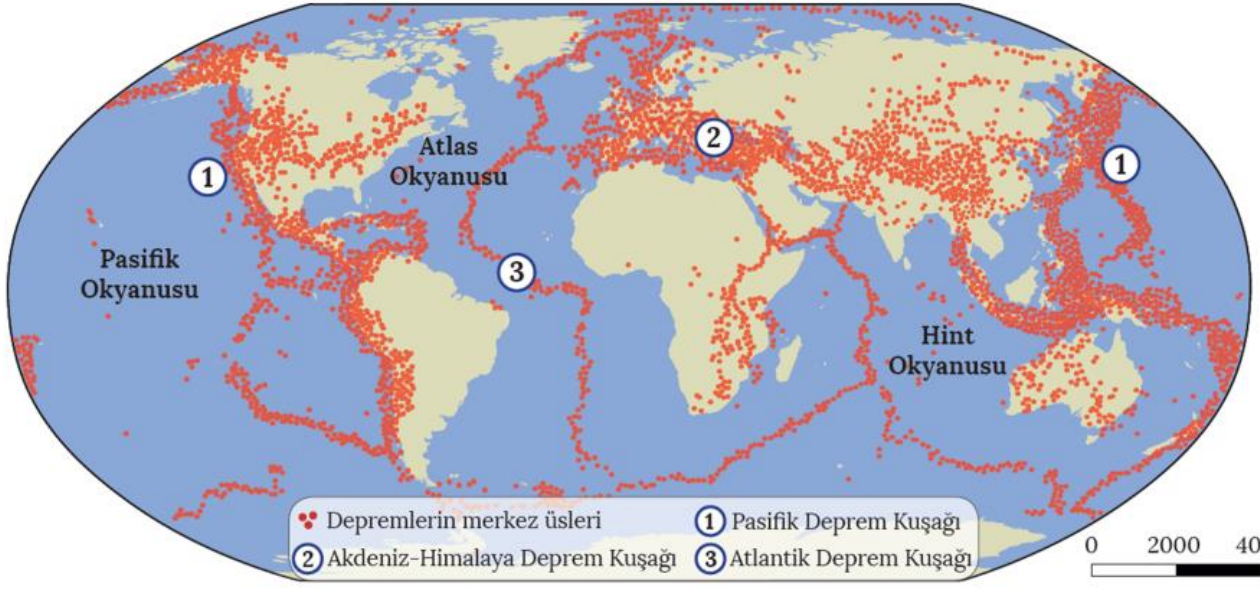 Atlas
Okyanusu
Pasifik
Okyanusu
Hint
Okyanusu
1
2
1
3
Depremlerin merkez üsleri
1 Pasifik Deprem Kuşağı
2 Akdeniz-Himalaya Deprem Kuşağı
3 Atlantik Deprem Kuşağı
0 2000 40